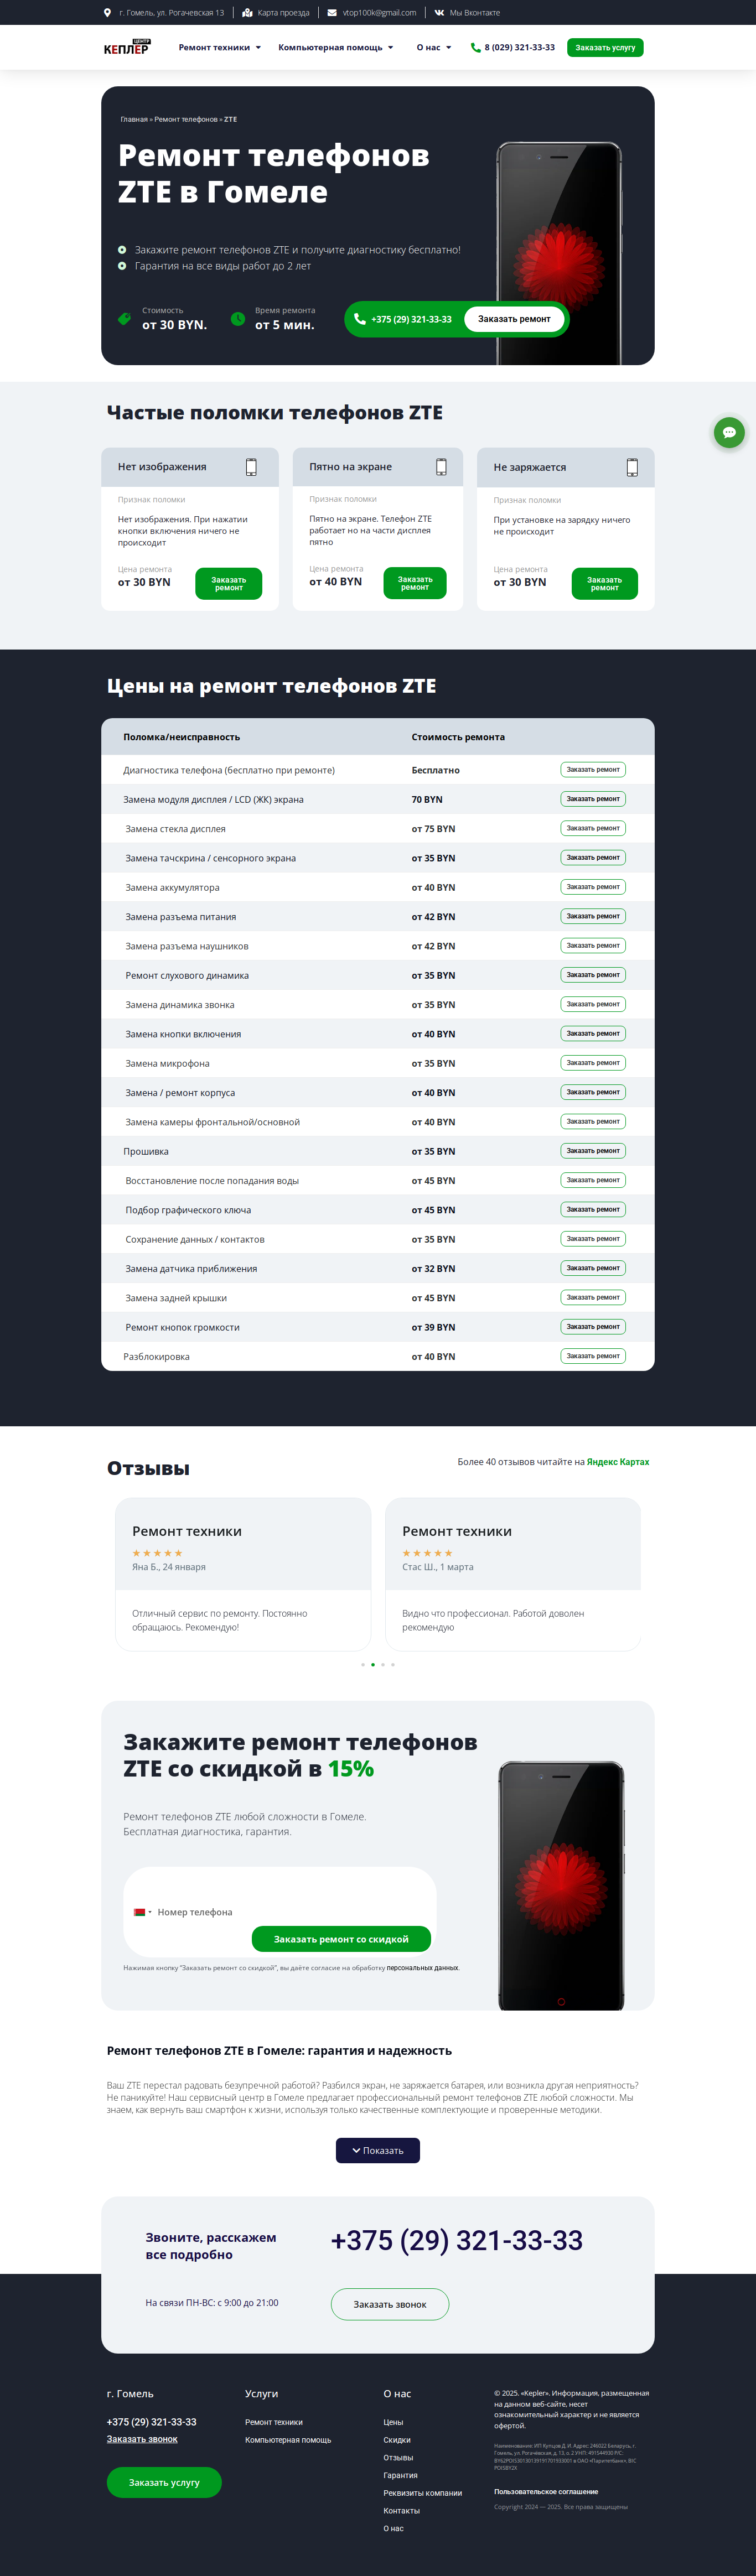 г. Гомель, ул. Рогачевская 13
Карта проезда
vtop100k@gmail.com
Мы Вконтакте
ЦЕНТР
КЕПЛЕР
Ремонт техники
Компьютерная помощь
О нас
8 (029) 321-33-33
Заказать услугу
Главная » Ремонт телефонов » ZTE
Ремонт телефонов
ZTE в Гомеле
Закажите ремонт телефонов ZTE и получите диагностику бесплатно!
Гарантия на все виды работ до 2 лет
Стоимость
от 30 BYN.
Время ремонта
от 5 мин.
+375 (29) 321-33-33
Заказать ремонт
Частые поломки телефонов ZTE
Нет изображения
Признак поломки
Нет изображения. При нажатии
кнопки включения ничего не
происходит
Цена ремонта
от 30 BYN
Заказать
ремонт
Пятно на экране
Признак поломки
Пятно на экране. Телефон ZTE
работает но на части дисплея
пятно
Цена ремонта
от 40 BYN
Заказать
ремонт
Не заряжается
Признак поломки
При установке на зарядку ничего
не происходит
Цена ремонта
от 30 BYN
Заказать
ремонт
Цены на ремонт телефонов ZTE
Поломка/неисправность Стоимость ремонта
Диагностика телефона (бесплатно при ремонте) Бесплатно Заказать ремонт
Замена модуля дисплея / LCD (ЖК) экрана 70 BYN Заказать ремонт
Замена стекла дисплея от 75 BYN Заказать ремонт
Замена тачскрина / сенсорного экрана от 35 BYN Заказать ремонт
Замена аккумулятора от 40 BYN Заказать ремонт
Замена разъема питания от 42 BYN Заказать ремонт
Замена разъема наушников от 42 BYN Заказать ремонт
Ремонт слухового динамика от 35 BYN Заказать ремонт
Замена динамика звонка от 35 BYN Заказать ремонт
Замена кнопки включения от 40 BYN Заказать ремонт
Замена микрофона от 35 BYN Заказать ремонт
Замена / ремонт корпуса от 40 BYN Заказать ремонт
Замена камеры фронтальной/основной от 40 BYN Заказать ремонт
Прошивка от 35 BYN Заказать ремонт
Восстановление после попадания воды от 45 BYN Заказать ремонт
Подбор графического ключа от 45 BYN Заказать ремонт
Сохранение данных / контактов от 35 BYN Заказать ремонт
Замена датчика приближения от 32 BYN Заказать ремонт
Замена задней крышки от 45 BYN Заказать ремонт
Ремонт кнопок громкости от 39 BYN Заказать ремонт
Разблокировка от 40 BYN Заказать ремонт
Отзывы
Более 40 отзывов читайте на Яндекс Картах
Ремонт техники
Яна Б., 24 января
Отличный сервис по ремонту. Постоянно
обращаюсь. Рекомендую!
Ремонт техники
Стас Ш., 1 марта
Видно что профессионал. Работой доволен
рекомендую
Закажите ремонт телефонов
ZTE со скидкой в 15%
Ремонт телефонов ZTE любой сложности в Гомеле.
Бесплатная диагностика, гарантия.
Номер телефона
Заказать ремонт со скидкой
Нажимая кнопку “Заказать ремонт со скидкой”, вы даёте согласие на обработку персональных данных.
Ремонт телефонов ZTE в Гомеле: гарантия и надежность
Ваш ZTE перестал радовать безупречной работой? Разбился экран, не заряжается батарея, или возникла другая неприятность?
Не паникуйте! Наш сервисный центр в Гомеле предлагает профессиональный ремонт телефонов ZTE любой сложности. Мы
знаем, как вернуть ваш смартфон к жизни, используя только качественные комплектующие и проверенные методики.
Показать
Звоните, расскажем
все подробно
+375 (29) 321-33-33
На связи ПН-ВС: с 9:00 до 21:00
Заказать звонок
г. Гомель
+375 (29) 321-33-33
Заказать звонок
Заказать услугу
Услуги
Ремонт техники
Компьютерная помощь
О нас
Цены
Скидки
Отзывы
Гарантия
Реквизиты компании
Контакты
О нас
© 2025. «Kepler». Информация, размещенная
на данном веб-сайте, несет
ознакомительный характер и не является
офертой.
Наименование: ИП Купцов Д. И. Адрес: 246022 Беларусь, г.
Гомель, ул. Рогачёвская, д. 13, о. 2 УНП: 491544930 Р/С:
Пользовательское соглашение
Copyright 2024 — 2025. Все права защищены